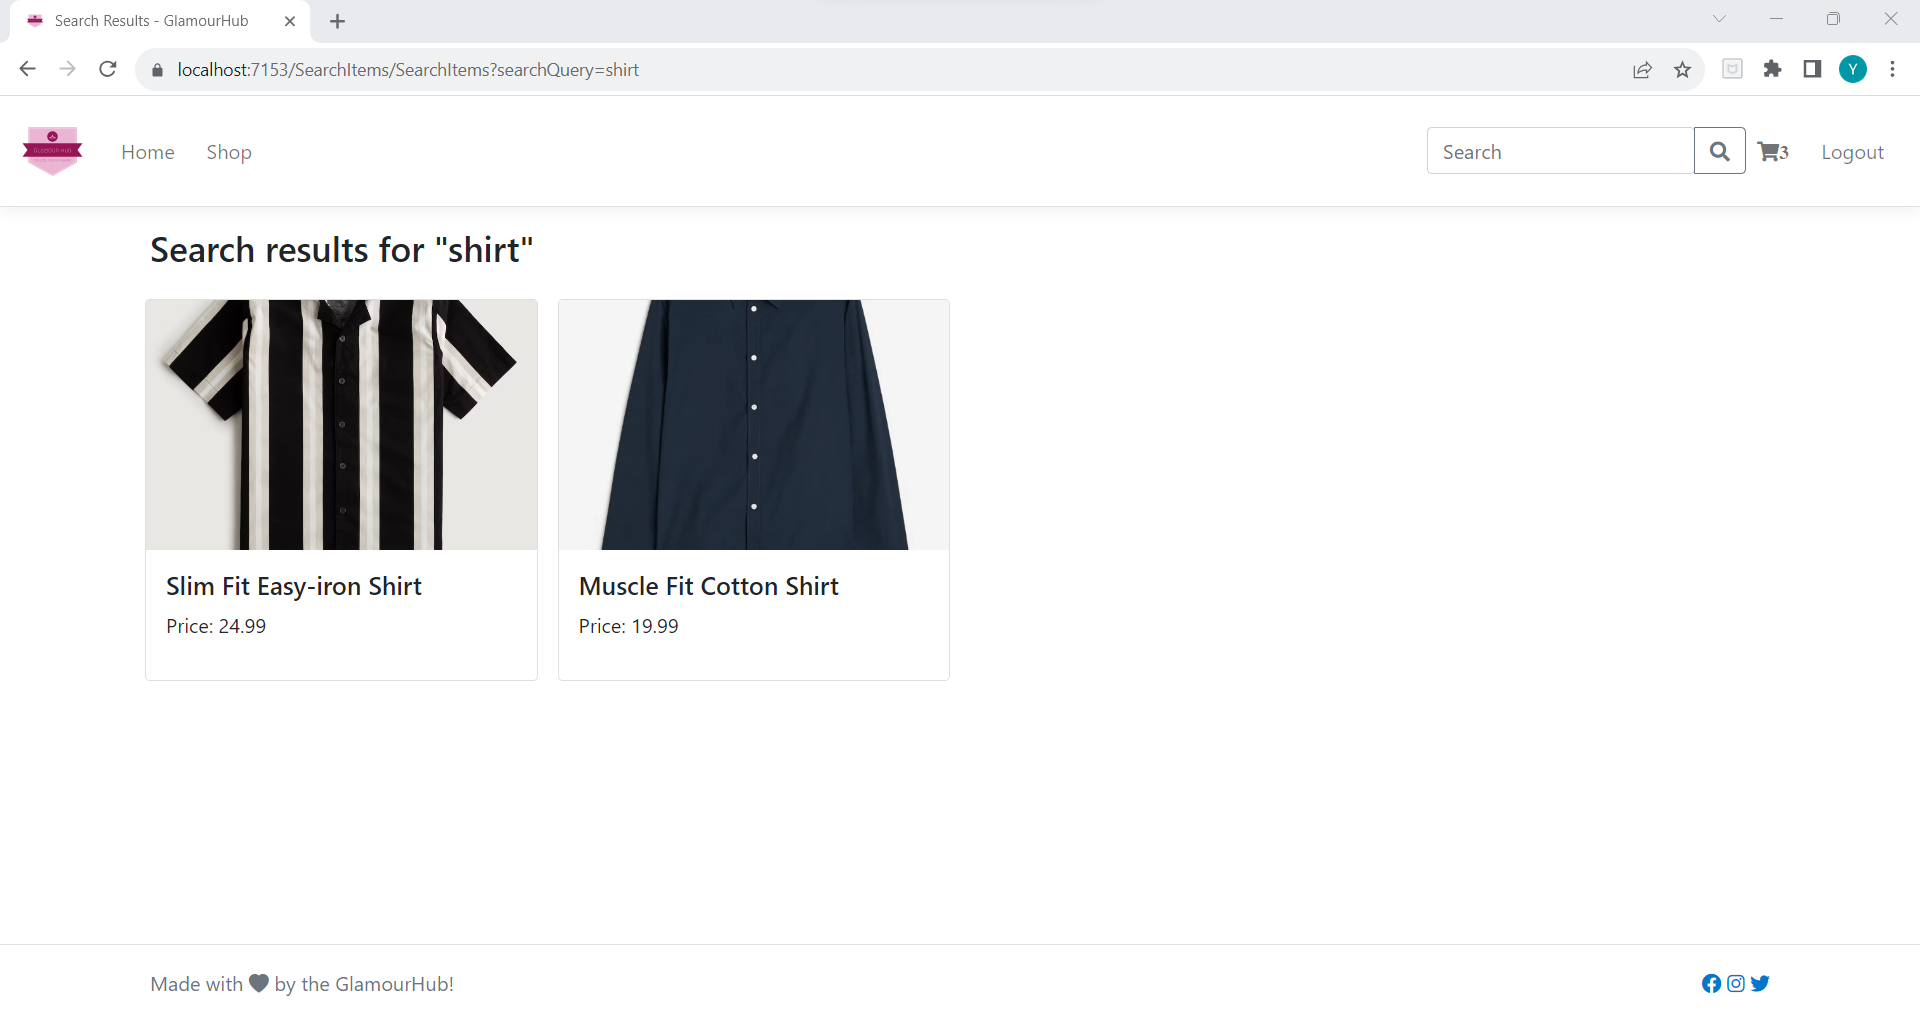 Search Results - GlamourHub
localhost:7153/SearchItems/SearchItems?searchQuery=shirt
Y
GLAMOUR HUB
Home
Shop
Search
3
Logout
Search results for "shirt"
Slim Fit Easy-iron Shirt
Price: 24.99
Muscle Fit Cotton Shirt
Price: 19.99
Made with by the GlamourHub!